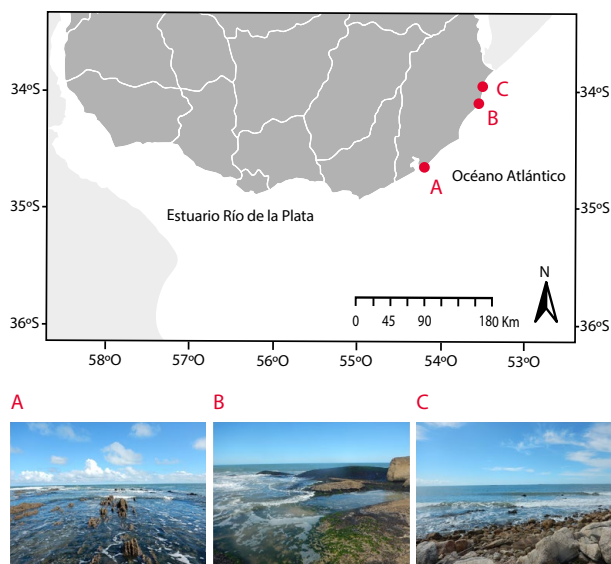 34ºS
34ºS
C
B
A
Océano Atlántico
Estuario Río de la Plata
35ºS
35ºS
N
0 45 90 180 Km
36ºS
36ºS
58ºO 57ºO 56ºO 55ºO 54ºO 53ºO
A B C